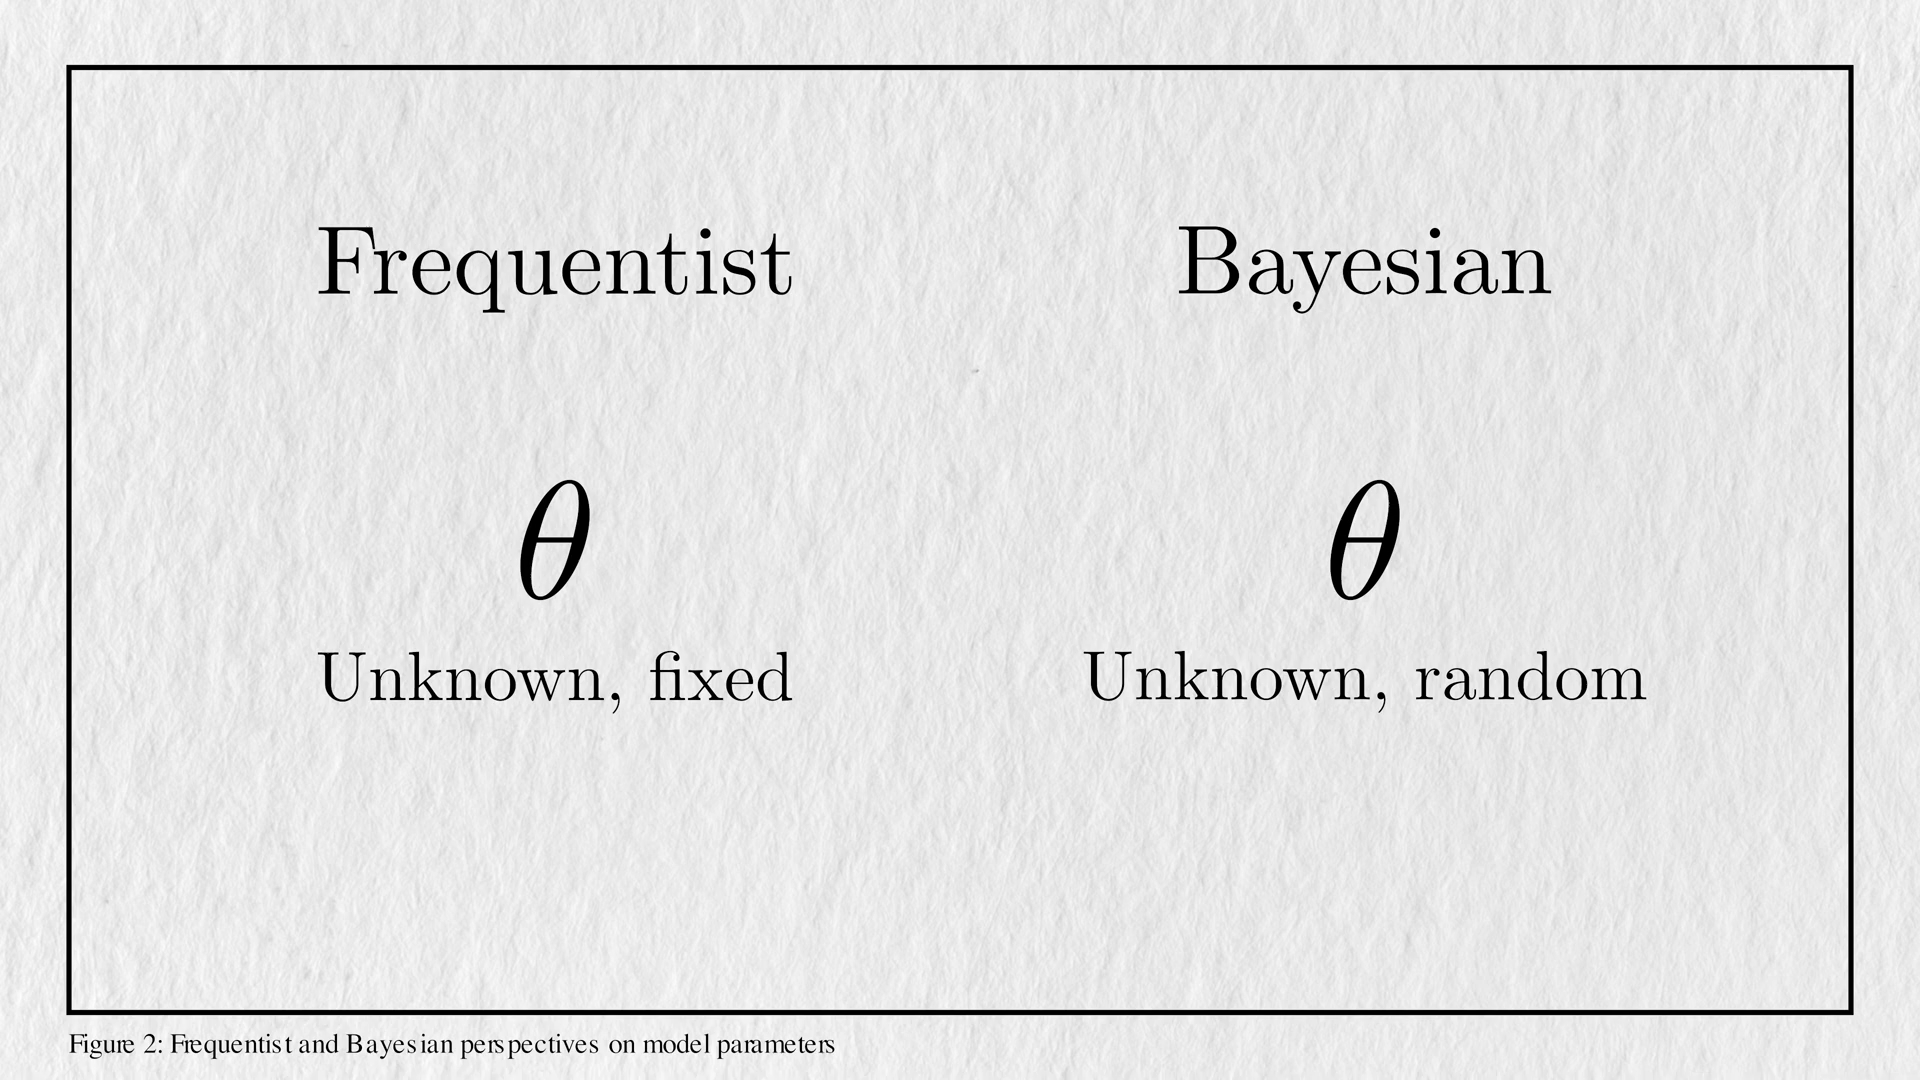 Frequentist
Bayesian
θ
θ
Unknown, fixed
Unknown, random
Figure 2: Frequentist and Bayesian perspectives on model parameters